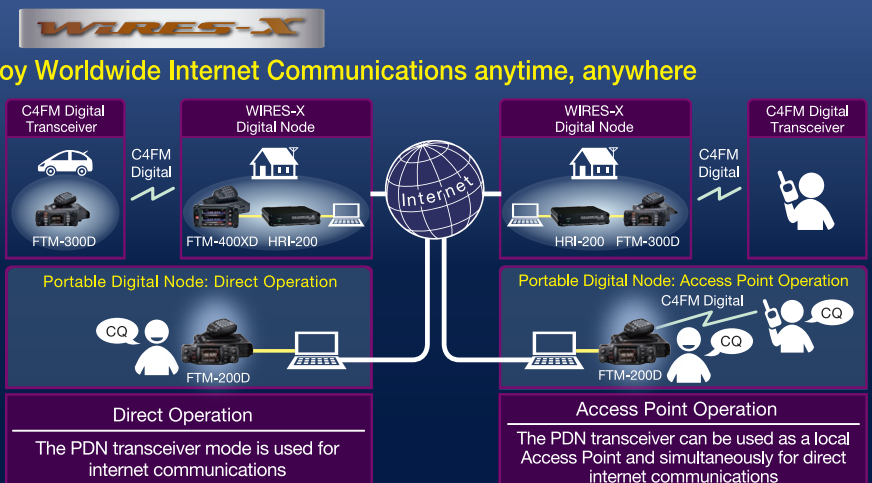 WiRES-X
oy Worldwide Internet Communications anytime, anywhere
C4FM Digital
Transceiver
FTM-300D
C4FM
Digital
WIRES-X
Digital Node
FTM-400XD HRI-200
Internet
WIRES-X
Digital Node
HRI-200 FTM-300D
C4FM
Digital
C4FM Digital
Transceiver
Portable Digital Node: Direct Operation
CQ
FTM-200D
Direct Operation
The PDN transceiver mode is used for
internet communications
Portable Digital Node: Access Point Operation
C4FM Digital
CQ
CQ
FTM-200D
Access Point Operation
The PDN transceiver can be used as a local
Access Point and simultaneously for direct
internet communications